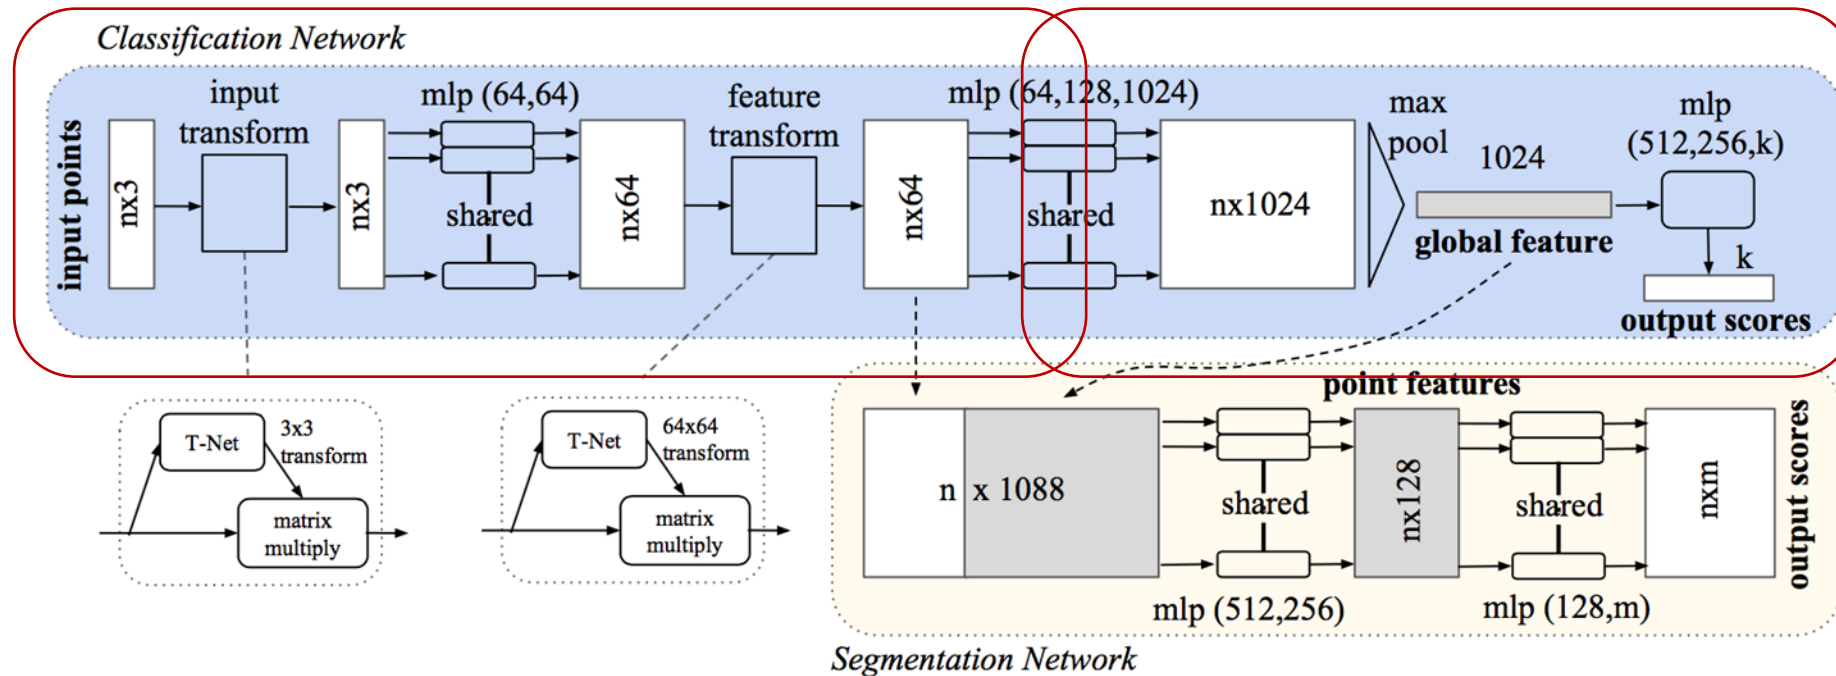 Classification Network
input points
nx3
input
transform
nx3
mlp (64,64)
shared
nx64
feature
transform
nx64
mlp (64,128,1024)
shared
nx1024
max
pool
1024
global feature
mlp
(512,256,k)
k
output scores
T-Net
3x3
transform
matrix
multiply
T-Net
64x64
transform
matrix
multiply
point features
n x 1088
shared
mlp (512,256)
nx128
shared
mlp (128,m)
nxm
output scores
Segmentation Network